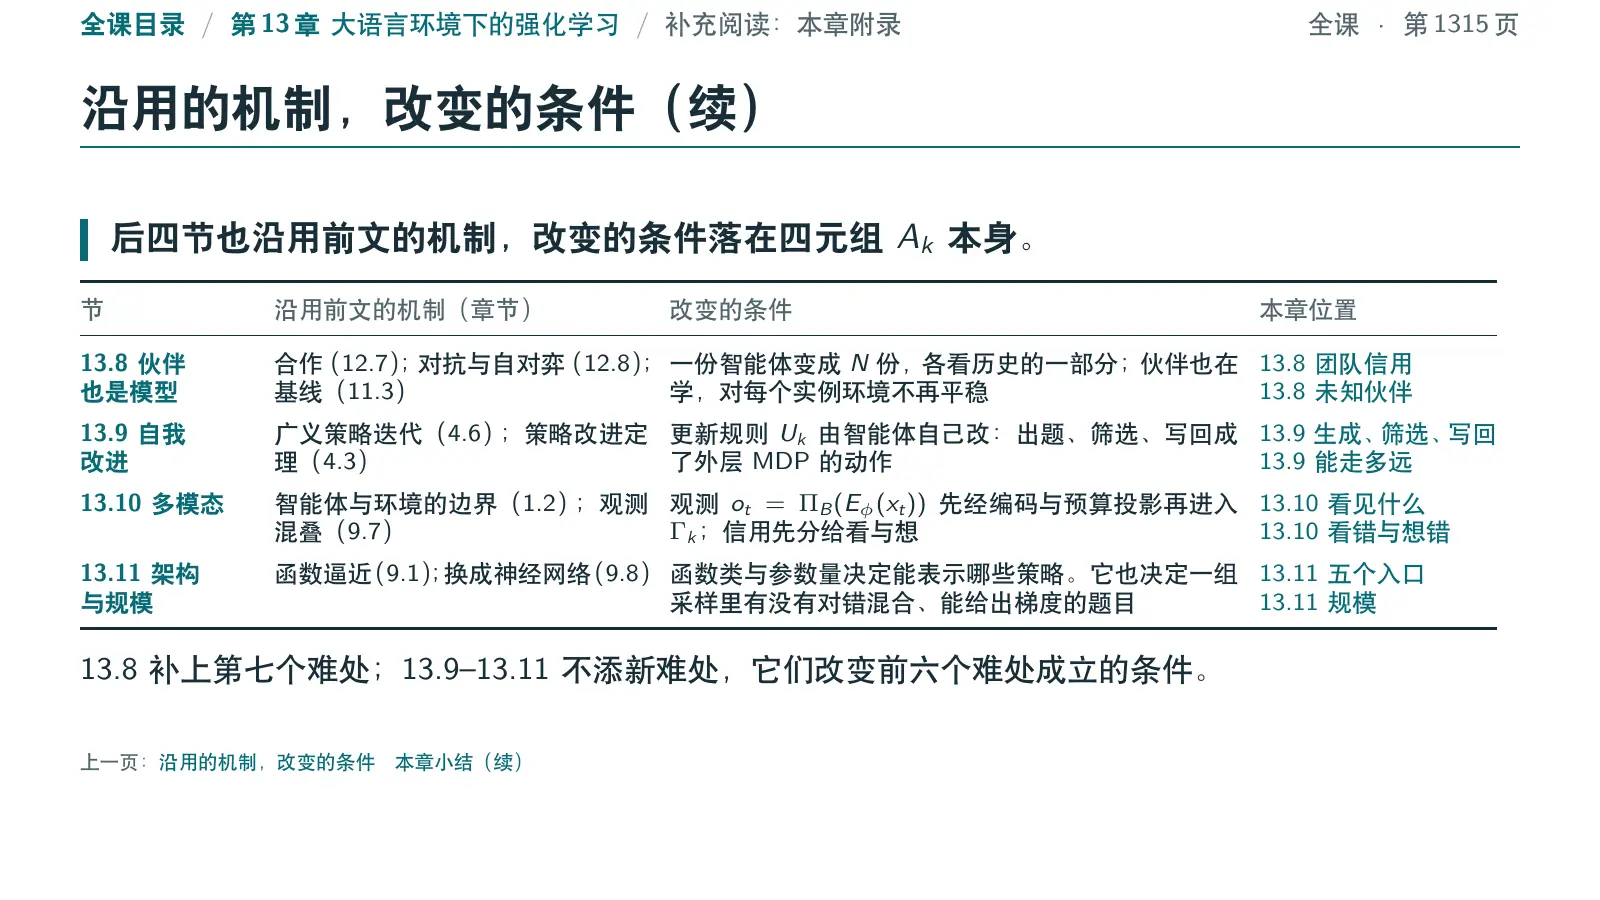 全课目录 / 第 13 章 大语言环境下的强化学习 / 补充阅读：本章附录
全课 · 第 1315 页
沿用的机制，改变的条件（续）
后四节也沿用前文的机制，改变的条件落在四元组 A_k 本身。
节 沿用前文的机制（章节） 改变的条件 本章位置
13.8 伙伴 合作 (12.7)；对抗与自对弈 (12.8)； 一份智能体变成 N 份，各看历史的一部分；伙伴也在 13.8 团队信用
也是模型 基线（11.3） 学，对每个实例环境不再平稳 13.8 未知伙伴
13.9 自我 广义策略迭代（4.6）；策略改进定 更新规则 U_k 由智能体自己改：出题、筛选、写回成 13.9 生成、筛选、写回
改进 理（4.3） 了外层 MDP 的动作 13.9 能走多远
13.10 多模态 智能体与环境的边界（1.2）；观测 观测 o_t = Π_B(E_ϕ(x_t)) 先经编码与预算投影再进入 13.10 看见什么
混叠（9.7） Γ_k；信用先分给看与想 13.10 看错与想错
13.11 架构 函数逼近(9.1)；换成神经网络(9.8) 函数类与参数量决定能表示哪些策略。它也决定一组 13.11 五个入口
与规模 采样里有没有对错混合、能给出梯度的题目 13.11 规模
13.8 补上第七个难处；13.9–13.11 不添新难处，它们改变前六个难处成立的条件。
上一页：沿用的机制，改变的条件 本章小结（续）